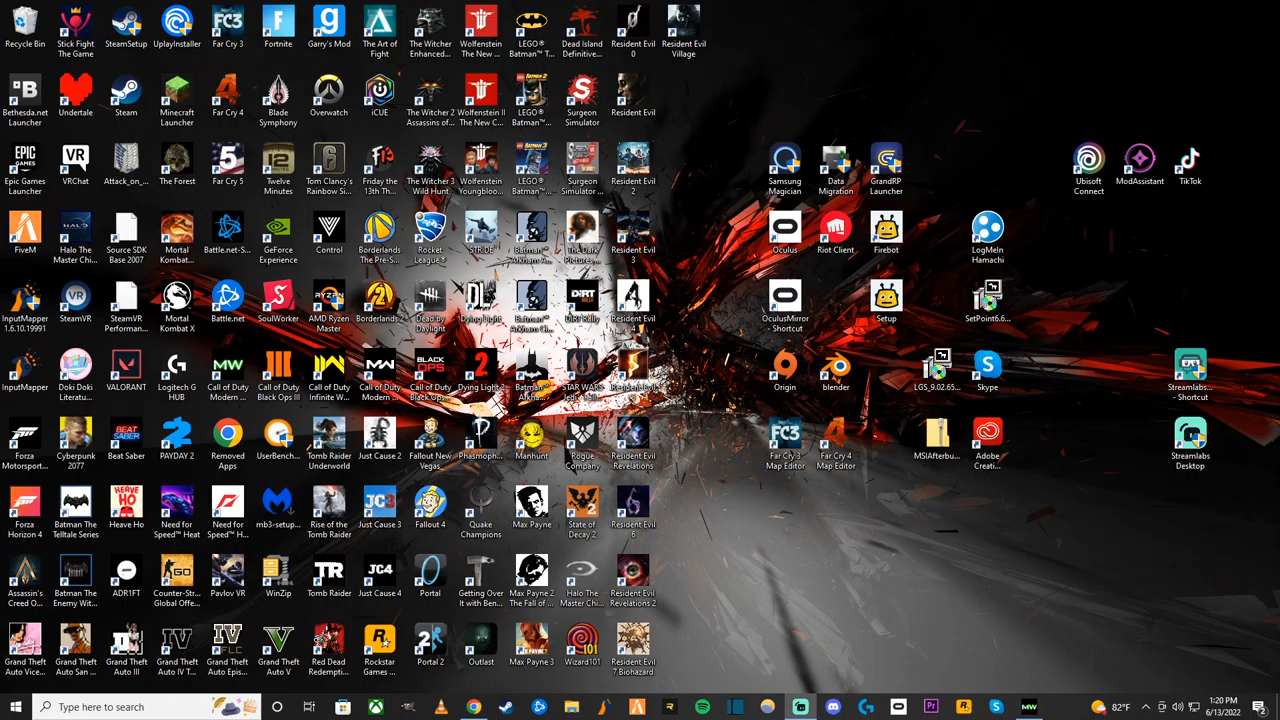 Recycle Bin
Stick Fight
The Game
SteamSetup
UplayInstaller
Far Cry 3
Fortnite
Garry's Mod
The Art of
Fight
The Witcher
Enhanced...
Wolfenstein
The New ...
LEGO®
Batman™ T...
Dead Island
Definitive...
Resident Evil
0
Resident Evil
Village
Bethesda.net
Launcher
Undertale
Steam
Minecraft
Launcher
Far Cry 4
Blade
Symphony
Overwatch
iCUE
The Witcher 2
Assassins of...
Wolfenstein II
The New C...
LEGO®
Batman™...
Surgeon
Simulator
Resident Evil
Epic Games
Launcher
VRChat
Attack_on_...
The Forest
Far Cry 5
Twelve
Minutes
Tom Clancy's
Rainbow Si...
Friday the
13th Th...
The Witcher 3
Wild Hunt
Wolfenstein
Youngbloo...
LEGO®
Batman™...
Surgeon
Simulator ...
Resident Evil
2
Samsung
Magician
Data
Migration
GrandRP
Launcher
Ubisoft
Connect
ModAssistant
TikTok
FiveM
Halo The
Master Chi...
Source SDK
Base 2007
Mortal
Kombat...
Battle.net-S...
GeForce
Experience
Control
Borderlands
The Pre-S...
Rocket
League®
STRIDE
Batman™
Arkham A...
The Dark
Pictures ...
Resident Evil
3
Oculus
Riot Client
Firebot
LogMeIn
Hamachi
InputMapper
1.6.10.19991
SteamVR
SteamVR
Performan...
Mortal
Kombat X
Battle.net
SoulWorker
AMD Ryzen
Master
Borderlands 2
Dead by
Daylight
Dying Light
Batman™
Arkham Ci...
DiRT Rally
Resident Evil
4
OculusMirror
- Shortcut
Setup
SetPoint6.6...
InputMapper
Doki Doki
Literatu...
VALORANT
Logitech G
HUB
Call of Duty
Modern ...
Call of Duty
Black Ops III
Call of Duty
Infinite W...
Call of Duty
Modern ...
Call of Duty
Black Ops...
Dying Light 2
Batman™
Arkha...
STAR WARS
Jedi - Fall...
Resident Evil
Origin
blender
LGS_9.02.65...
Skype
Streamlabs...
- Shortcut
Forza
Motorsport...
Cyberpunk
2077
Beat Saber
PAYDAY 2
Removed
Apps
UserBench...
Tomb Raider
Underworld
Just Cause 2
Fallout New
Vegas
Phasmoph...
Manhunt
Rogue
Company
Resident Evil
Revelations
Far Cry 3
Map Editor
Far Cry 4
Map Editor
MSIAfterbu...
Adobe
Creati...
Streamlabs
Desktop
Forza
Horizon 4
Batman The
Telltale Series
Heave Ho
Need for
Speed™ Heat
Need for
Speed™ H...
mb3-setup...
Rise of the
Tomb Raider
Just Cause 3
Fallout 4
Quake
Champions
Max Payne
State of
Decay 2
Resident Evil
6
Assassin's
Creed O...
Batman The
Enemy Wit...
ADR1FT
Counter-Str...
Global Offe...
Pavlov VR
WinZip
Tomb Raider
Just Cause 4
Portal
Getting Over
It with Ben...
Max Payne 2
The Fall of ...
Halo The
Master Chi...
Resident Evil
Revelations 2
Grand Theft
Auto Vice...
Grand Theft
Auto San ...
Grand Theft
Auto III
Grand Theft
Auto IV T...
Grand Theft
Auto Epis...
Grand Theft
Auto V
Red Dead
Redempti...
Rockstar
Games ...
Portal 2
Outlast
Max Payne 3
Wizard101
Resident Evil
7 Biohazard
Type here to search
82°F
1:20 PM
6/13/2022